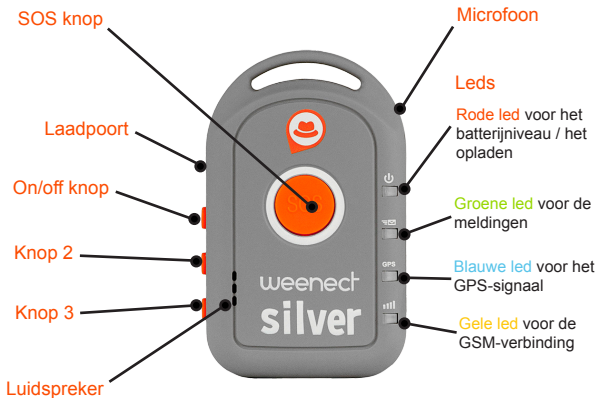 SOS knop
Microfoon
Leds
Rode led voor het
batterijniveau / het
opladen
Laadpoort
On/off knop
Groene led voor de
meldingen
Knop 2
Blauwe led voor het
GPS-signaal
Knop 3
Gele led voor de
GSM-verbinding
Luidspreker
SOS
GPS
weenect
silver